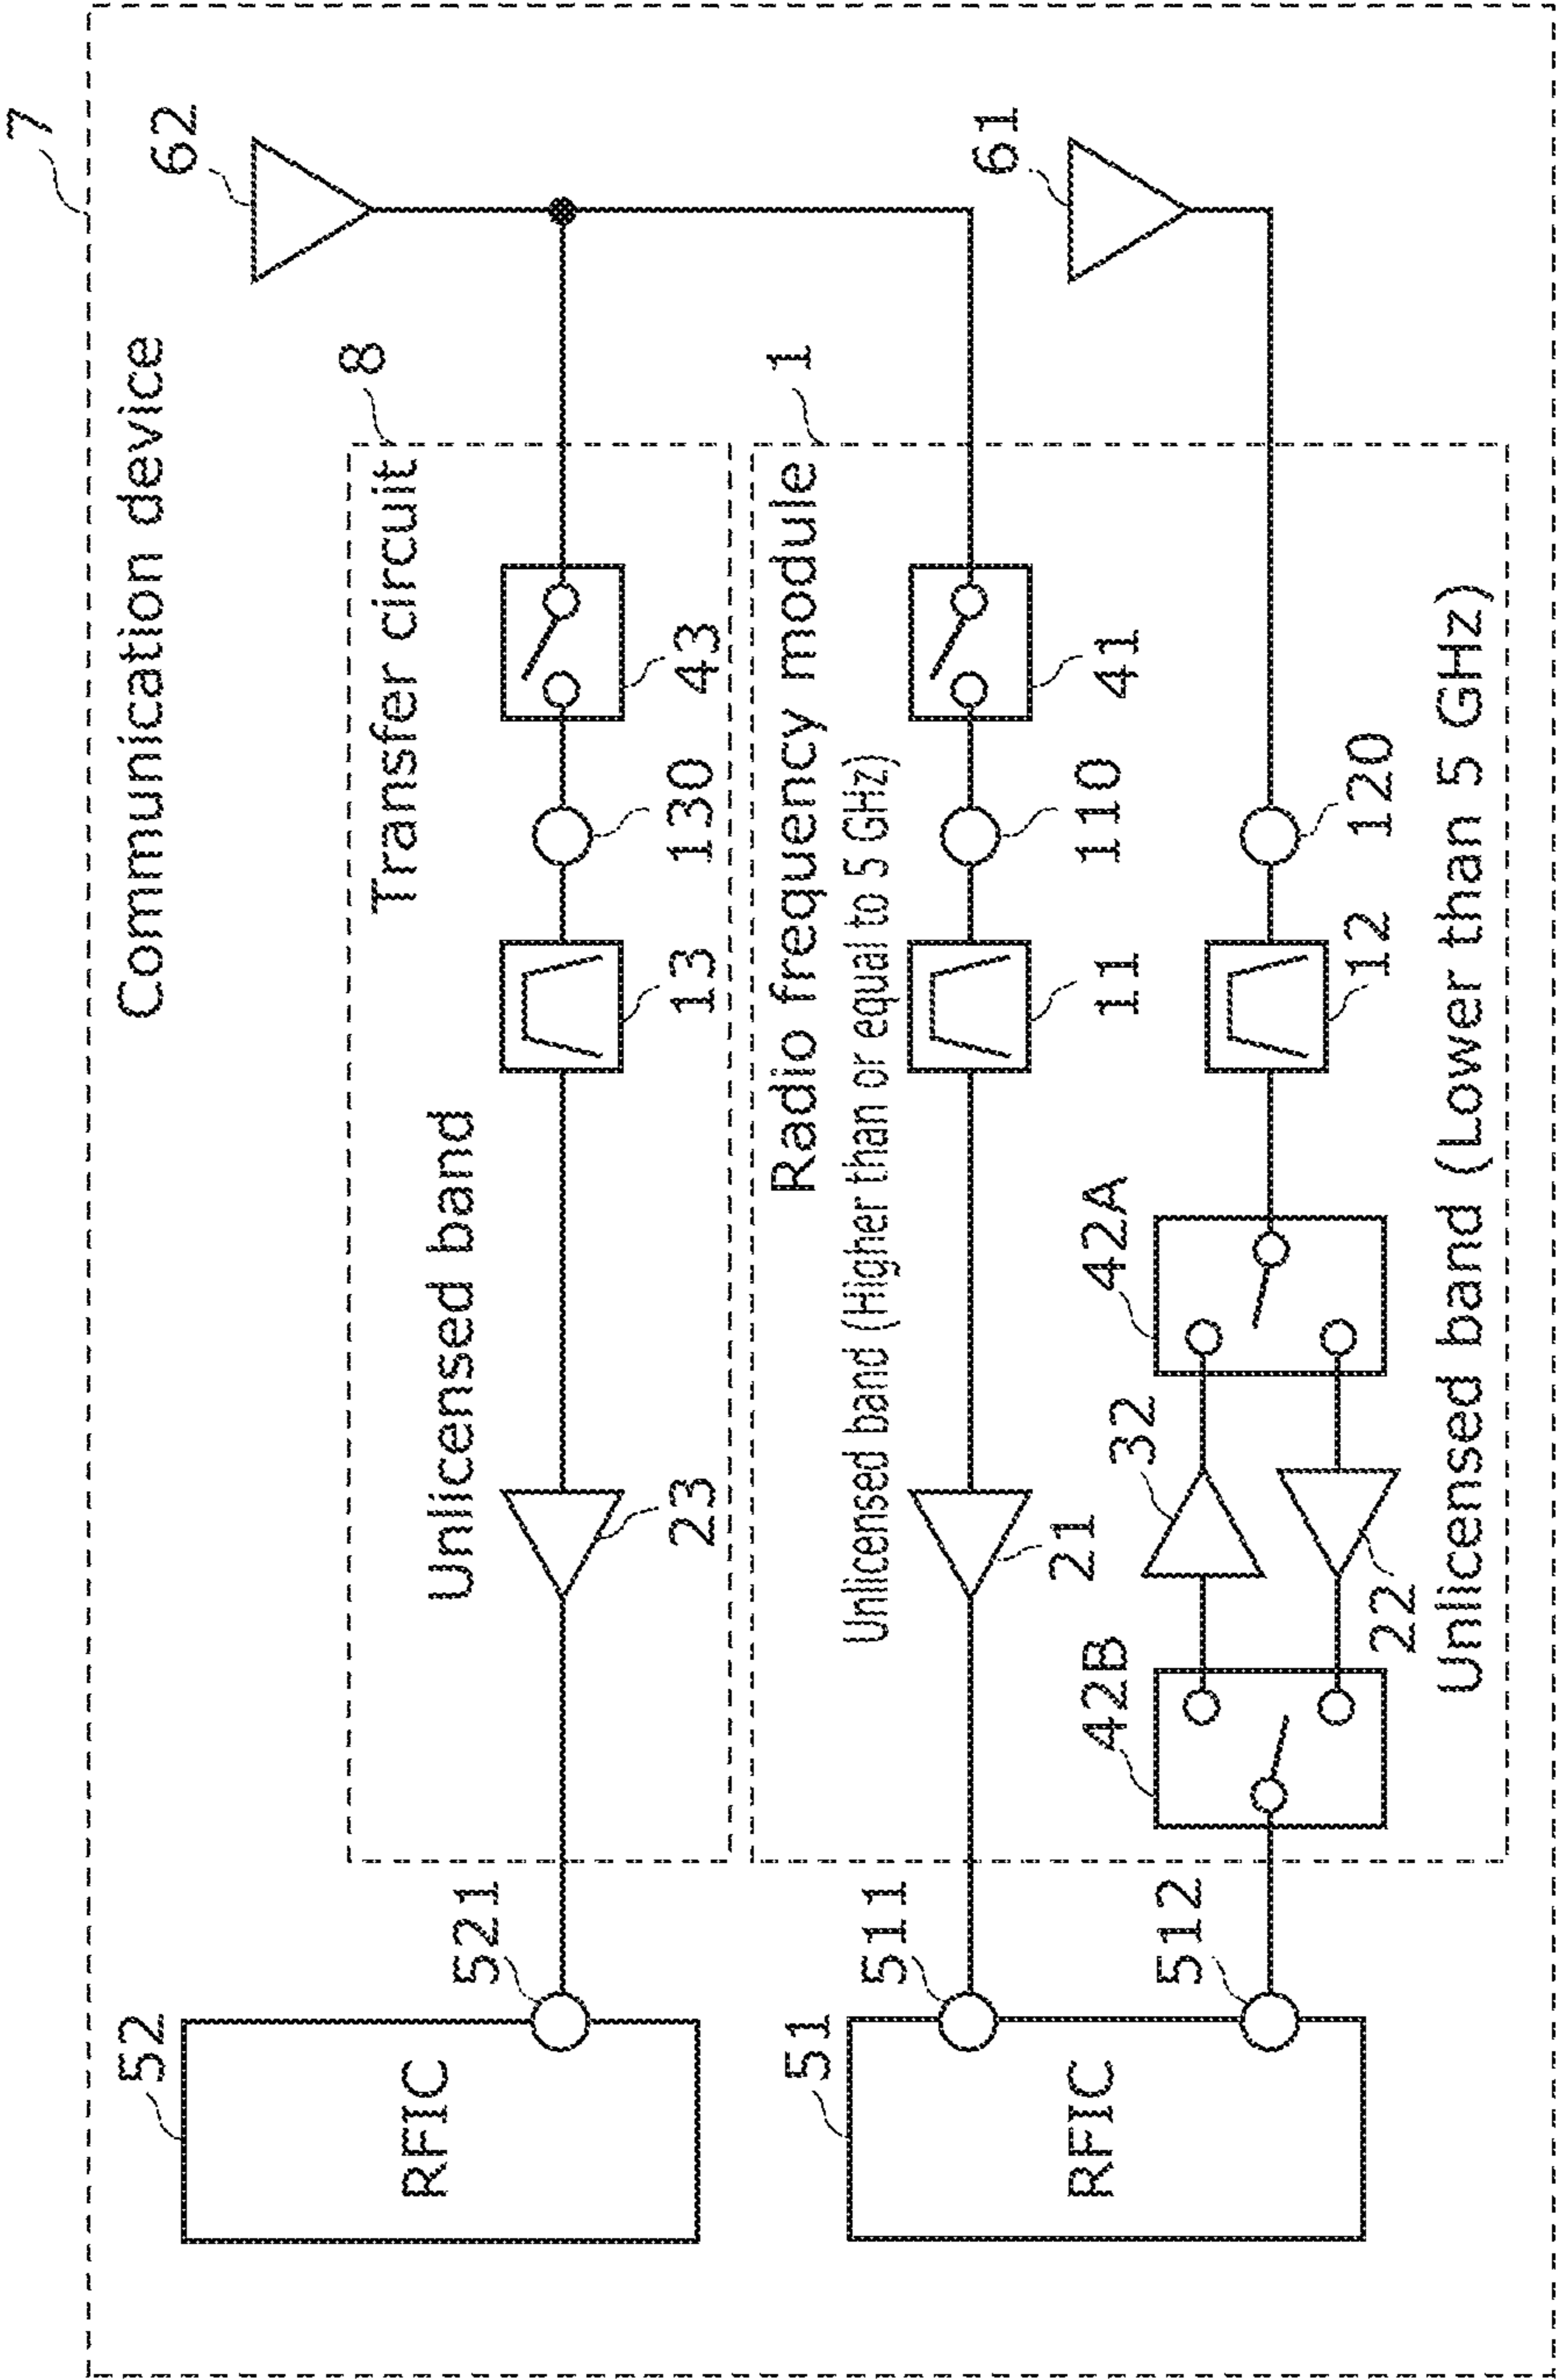 7
Communication device
62
52
8
Transfer circuit
RFIC
521
Unlicensed band
23
13
130
43
Radio frequency module
1
61
51
Unlicensed band (Higher than or equal to 5 GHz)
511
RFIC
21
11
110
41
512
42B
32
42A
22
12
120
Unlicensed band (Lower than 5 GHz)